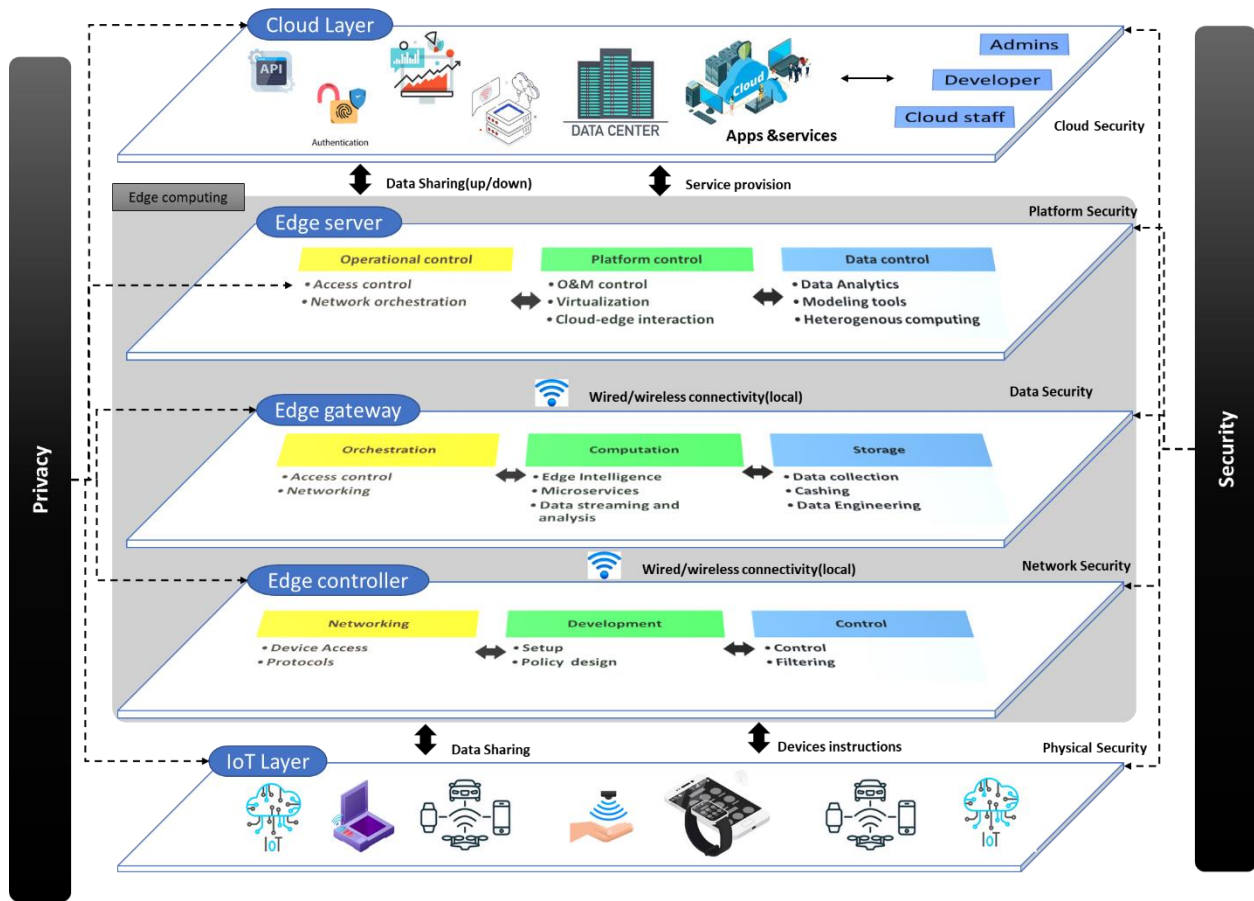 Cloud Layer
API
Authentication
DATA CENTER
Cloud
Apps &services
Admins
Developer
Cloud staff
Cloud Security
Data Sharing(up/down)
Service provision
Edge computing
Platform Security
Edge server
Operational control
• Access control
• Network orchestration
Platform control
• O&M control
• Virtualization
• Cloud-edge interaction
Data control
• Data Analytics
• Modeling tools
• Heterogenous computing
Wired/wireless connectivity(local)
Data Security
Edge gateway
Orchestration
• Access control
• Networking
Computation
• Edge Intelligence
• Microservices
• Data streaming and
analysis
Storage
• Data collection
• Cashing
• Data Engineering
Wired/wireless connectivity(local)
Network Security
Edge controller
Networking
• Device Access
• Protocols
Development
• Setup
• Policy design
Control
• Control
• Filtering
Data Sharing
Devices instructions
Physical Security
IoT Layer
IoT
IoT
Privacy
Security